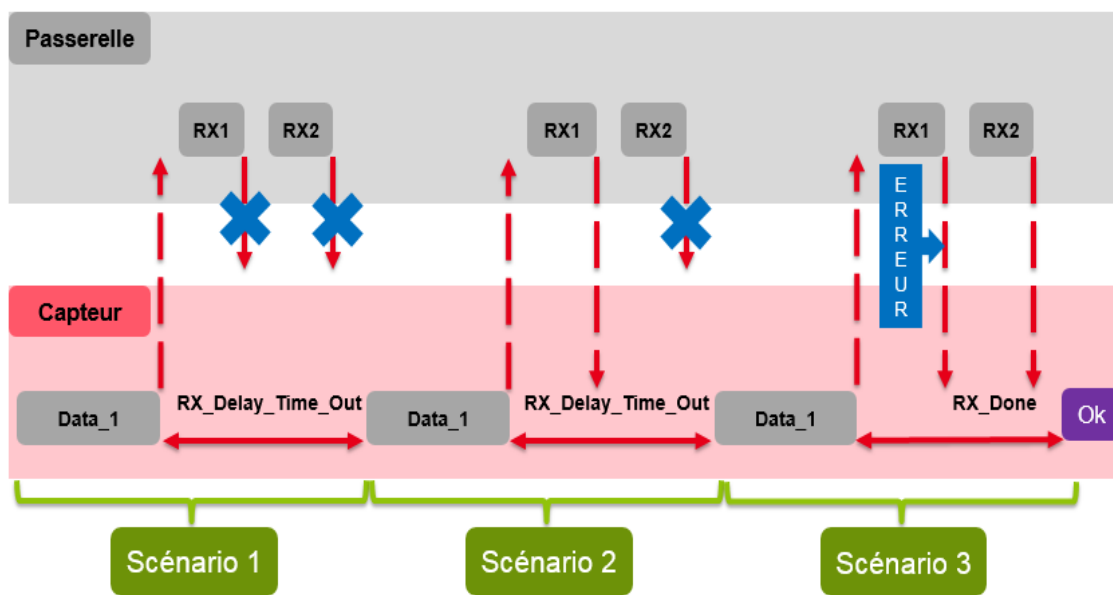 Passerelle
RX1
RX2
RX1
RX2
RX1
RX2
ERREUR
Capteur
Data_1
RX_Delay_Time_Out
Data_1
RX_Delay_Time_Out
Data_1
RX_Done
Ok
Scénario 1
Scénario 2
Scénario 3